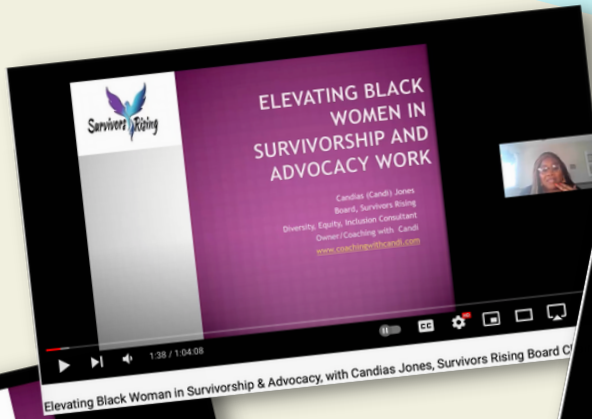 Survivors Rising
ELEVATING BLACK
WOMEN IN
SURVIVORSHIP AND
ADVOCACY WORK
Candias (Candi) Jones
Board, Survivors Rising
Diversity, Equity, Inclusion Consultant
Owner/Coaching with Candi
www.coachingwithcandi.com
CC
1:38 / 1:04:08
Elevating Black Woman in Survivorship & Advocacy, with Candias Jones, Survivors Rising Board